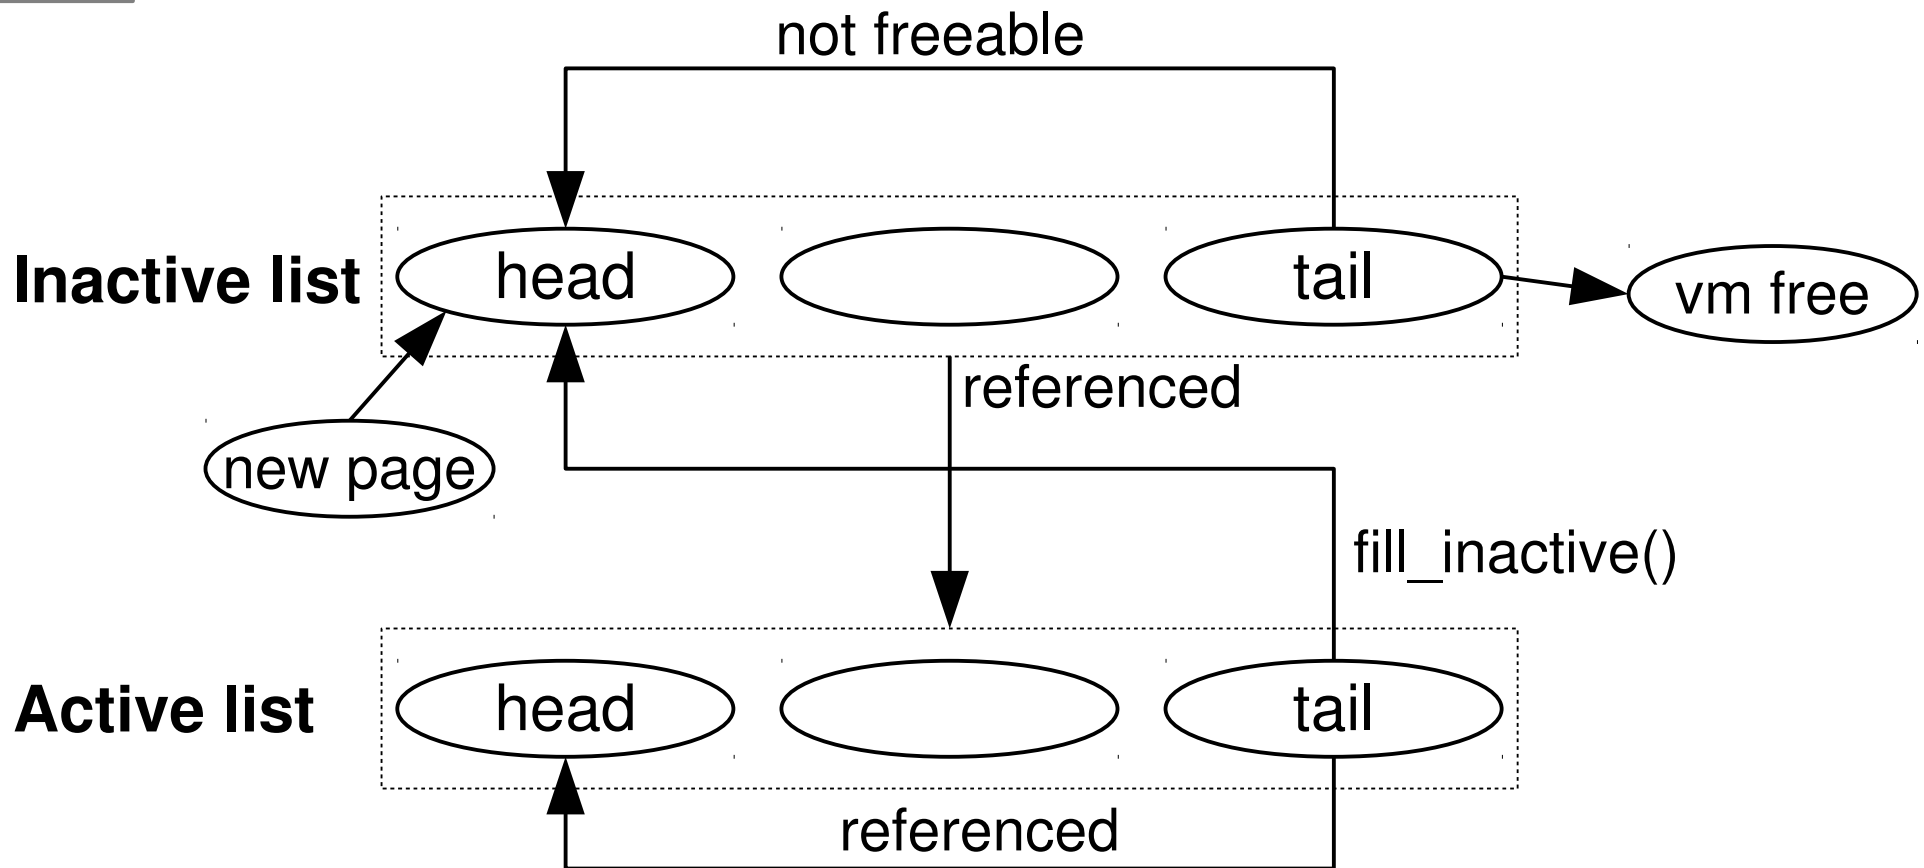 not freeable
Inactive list
head
tail
vm free
referenced
new page
fill_inactive()
Active list
head
tail
referenced